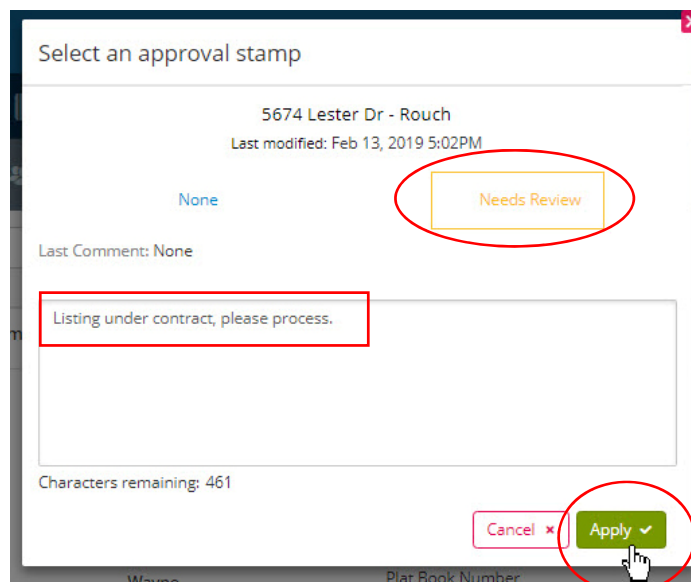 Select an approval stamp
5674 Lester Dr - Rouch
Last modified: Feb 13, 2019 5:02PM
None
Needs Review
Last Comment: None
Listing under contract, please process.
Characters remaining: 461
Cancel ×
Apply ✓
Wayne
Plat Book Number